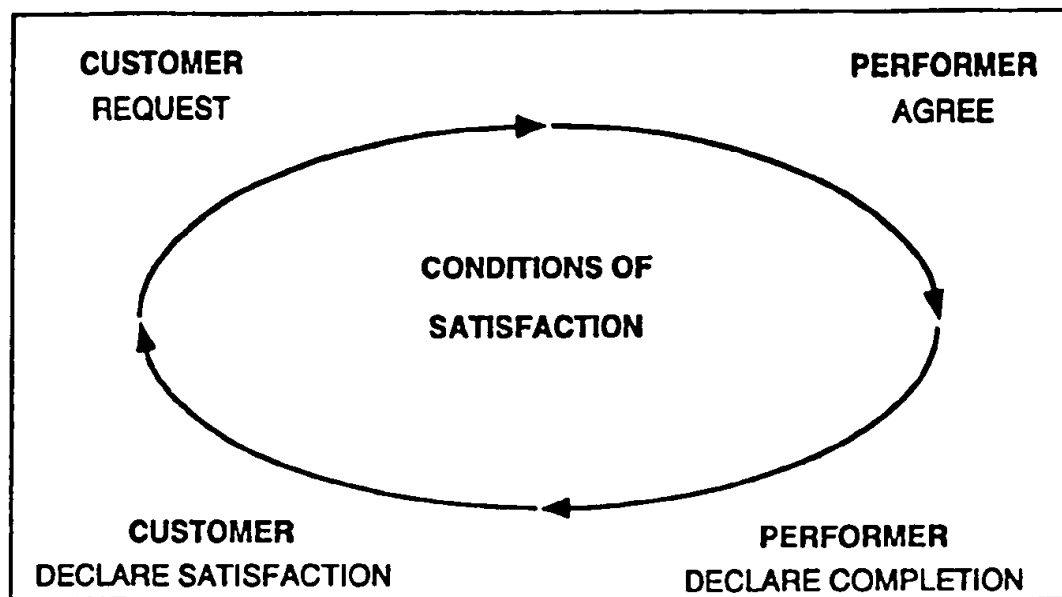 CUSTOMER
REQUEST
PERFORMER
AGREE
CONDITIONS OF
SATISFACTION
CUSTOMER
DECLARE SATISFACTION
PERFORMER
DECLARE COMPLETION